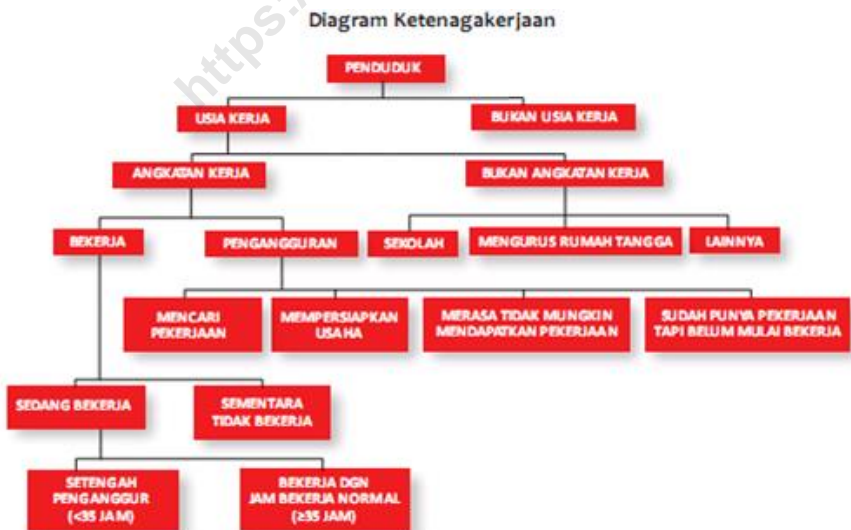 https:/
Diagram Ketenagakerjaan
PENDUDUK
USIA KERJA
BUKAN USIA KERJA
ANGKATAN KERJA
BUKAN ANGKATAN KERJA
BEKERJA
PENGANGGURAN
SEKOLAH
MENGURUS RUMAH TANGGA
LAINNYA
MENCARI
PEKERJAAN
MEMPERSIAPKAN
USAHA
MERASA TIDAK MUNGKIN
MENDAPATKAN PEKERJAAN
SUDAH PUNYA PEKERJAAN
TAPI BELUM MULAI BEKERJA
SEDANG BEKERJA
SEMENTARA
TIDAK BEKERJA
SETENGAH
PENGANGGUR
(<35 JAM)
BEKERJA DGN
JAM BEKERJA NORMAL
(≥35 JAM)